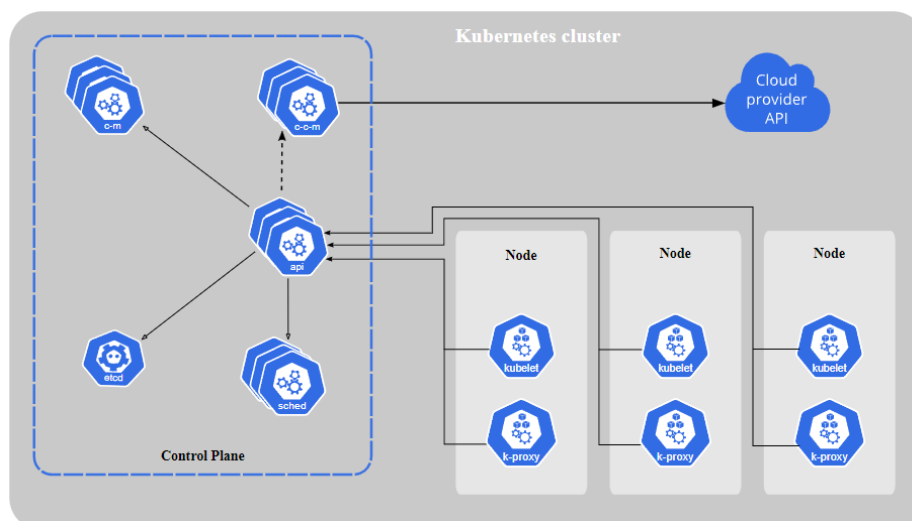 Kubernetes cluster
c-m
c-c-m
Cloud
provider
API
api
etcd
sched
Control Plane
Node
kubelet
k-proxy
Node
kubelet
k-proxy
Node
kubelet
k-proxy